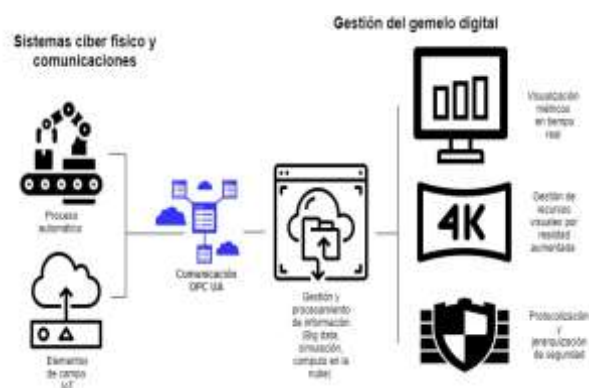 Gestión del gemelo digital
Sistemas ciber físico y
comunicaciones
Visualización
métricos
en tiempo
real
Proceso
automático
Comunicación
OPC UA
4K
Gestión de
recursos
visuales por
realidad
aumentada
Gestión y
procesamiento
de información
(Big data,
simulación,
computo en la
nube)
Elementos
de campo
IoT
Protocolización
y
jerarquización
de seguridad